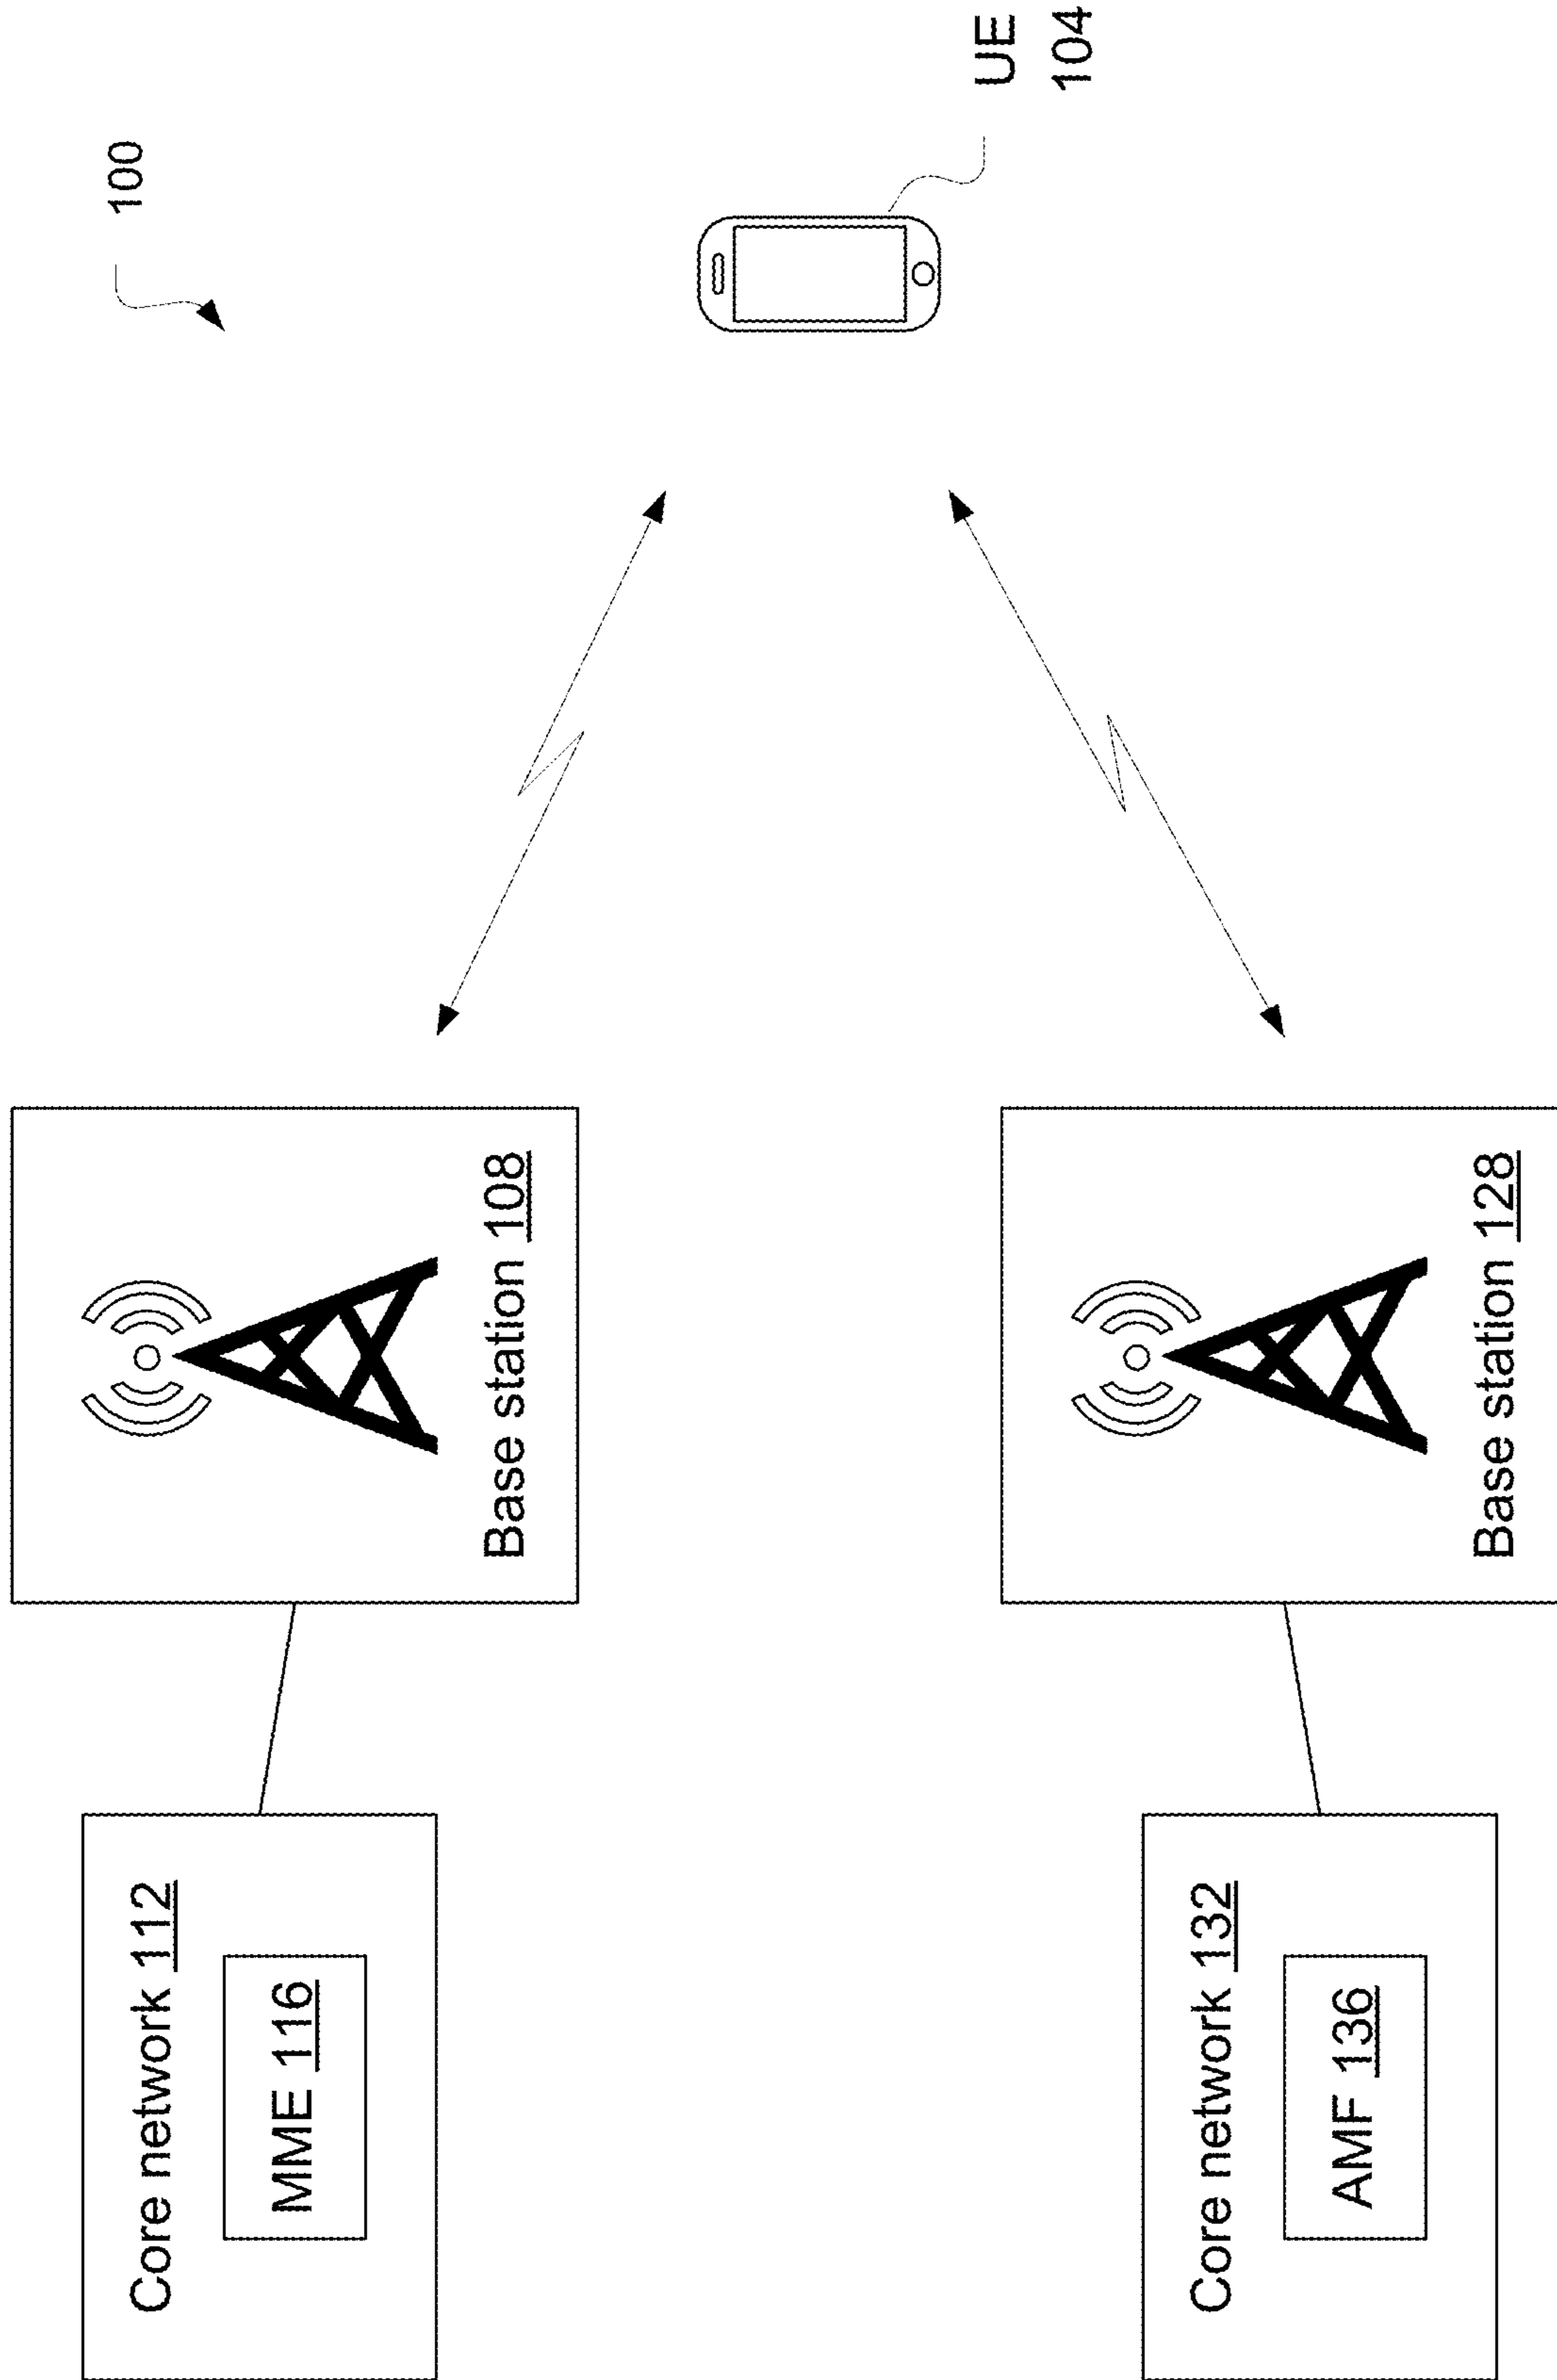 100
Core network 112
MME 116
Base station 108
UE
104
Core network 132
AMF 136
Base station 128